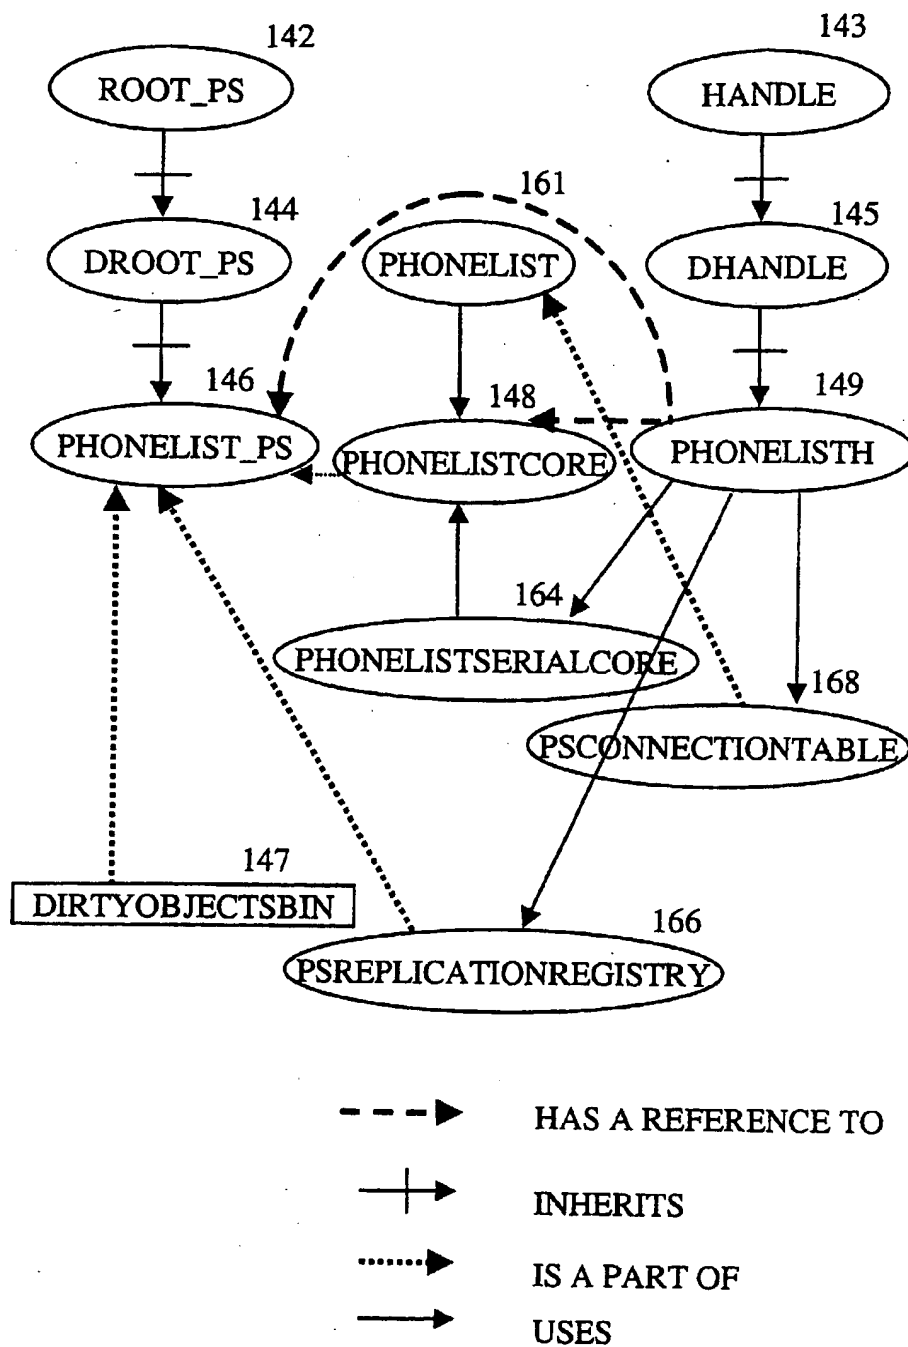 142
143
ROOT_PS
HANDLE
161
144
145
DROOT_PS
PHONELIST
DHANDLE
146
148
149
PHONELIST_PS
PHONELISTCORE
PHONELISTH
164
PHONELISTSERIALCORE
168
PSCONNECTIONTABLE
147
DIRTYOBJECTSBIN
166
PSREPLICATIONREGISTRY
HAS A REFERENCE TO
INHERITS
IS A PART OF
USES